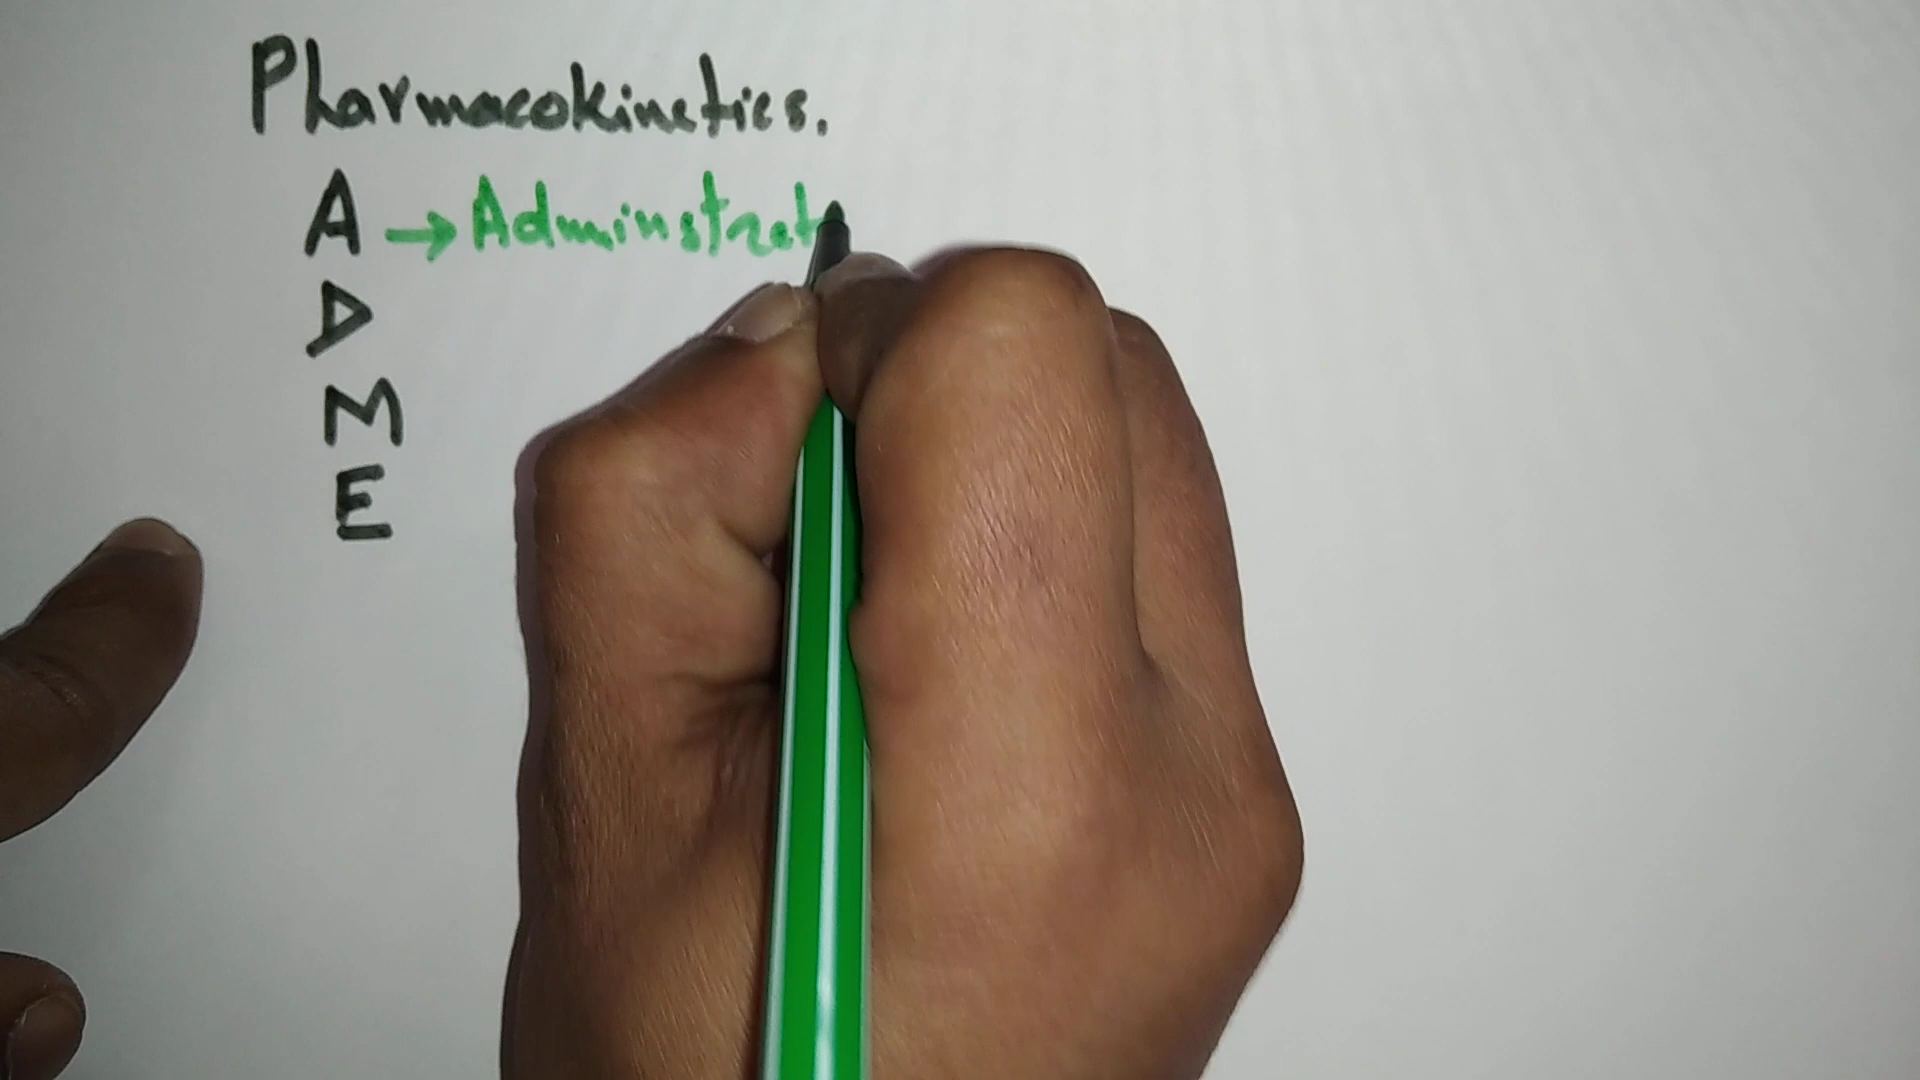 Pharmacokinetics.
A → Adminstrat
D
M
E